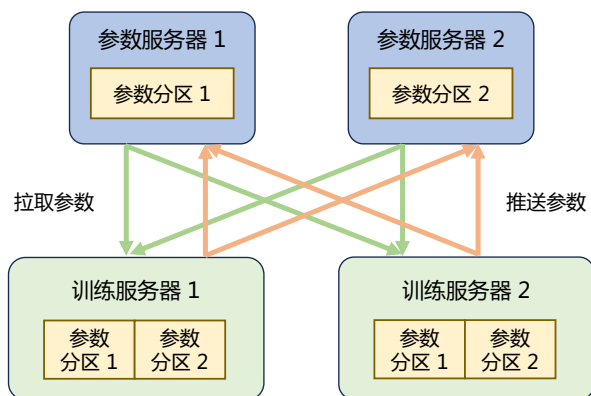 参数服务器 1
参数服务器 2
参数分区 1
参数分区 2
拉取参数
推送参数
训练服务器 1
训练服务器 2
参数
分区 1
参数
分区 2
参数
分区 1
参数
分区 2